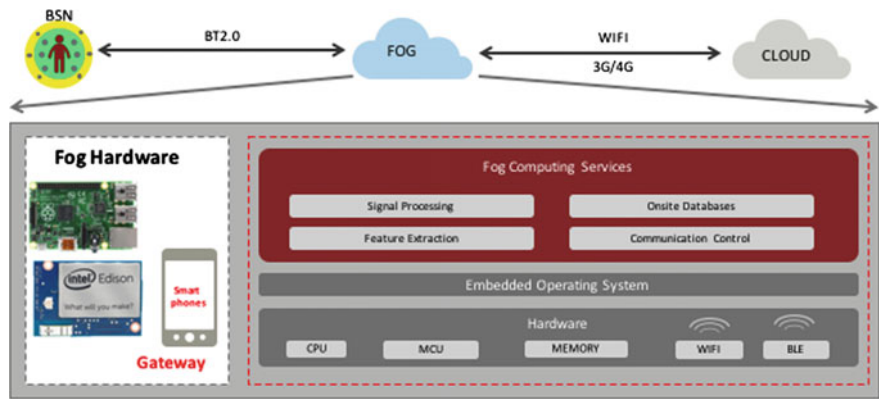 BSN
BT2.0
FOG
WIFI
3G/4G
CLOUD
Fog Hardware
intel Edison
What will you make?
Smart
phones
Gateway
Fog Computing Services
Signal Processing
Onsite Databases
Feature Extraction
Communication Control
Embedded Operating System
Hardware
CPU
MCU
MEMORY
WIFI
BLE